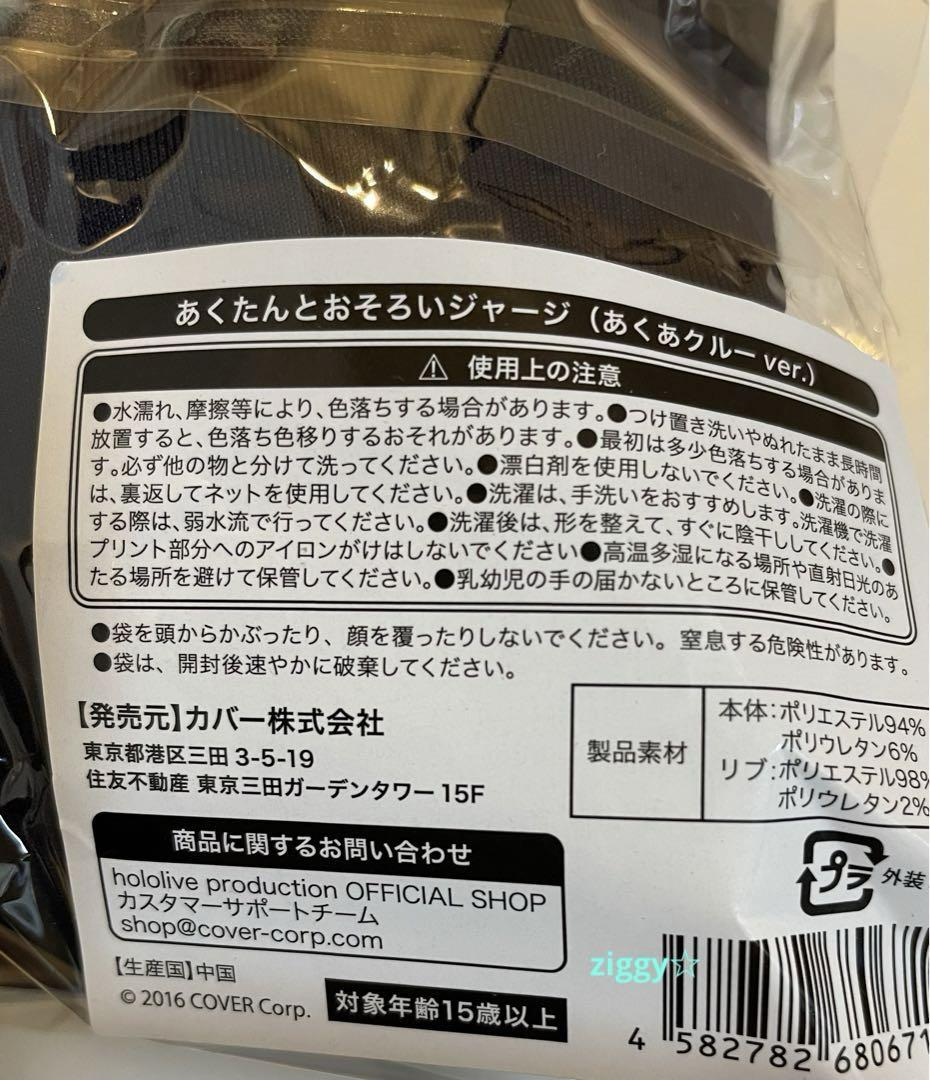 あくたんとおそろいジャージ（あくあクルー ver.）
⚠ 使用上の注意
●水濡れ、摩擦等により、色落ちする場合があります。●つけ置き洗いやぬれたまま長時間
放置すると、色落ち色移りするおそれがあります。●最初は多少色落ちする場合がありま
す。必ず他の物と分けて洗ってください。●漂白剤を使用しないでください。●洗濯の際に
は、裏返してネットを使用してください。●洗濯は、手洗いをおすすめします。洗濯機で洗濯
する際は、弱水流で行ってください。●洗濯後は、形を整えて、すぐに陰干ししてください。●
プリント部分へのアイロンがけはしないでください●高温多湿になる場所や直射日光のあ
たる場所を避けて保管してください。●乳幼児の手の届かないところに保管してください。
●袋を頭からかぶったり、顔を覆ったりしないでください。窒息する危険性があります。
●袋は、開封後速やかに破棄してください。
【発売元】カバー株式会社
東京都港区三田 3-5-19
住友不動産 東京三田ガーデンタワー 15F
製品素材
本体：ポリエステル94%
ポリウレタン6%
リブ：ポリエステル98%
ポリウレタン2%
商品に関するお問い合わせ
hololive production OFFICIAL SHOP
カスタマーサポートチーム
shop@cover-corp.com
プラ 外装
【生産国】中国
© 2016 COVER Corp.
対象年齢15歳以上
ziggy☆
4 582782 680671